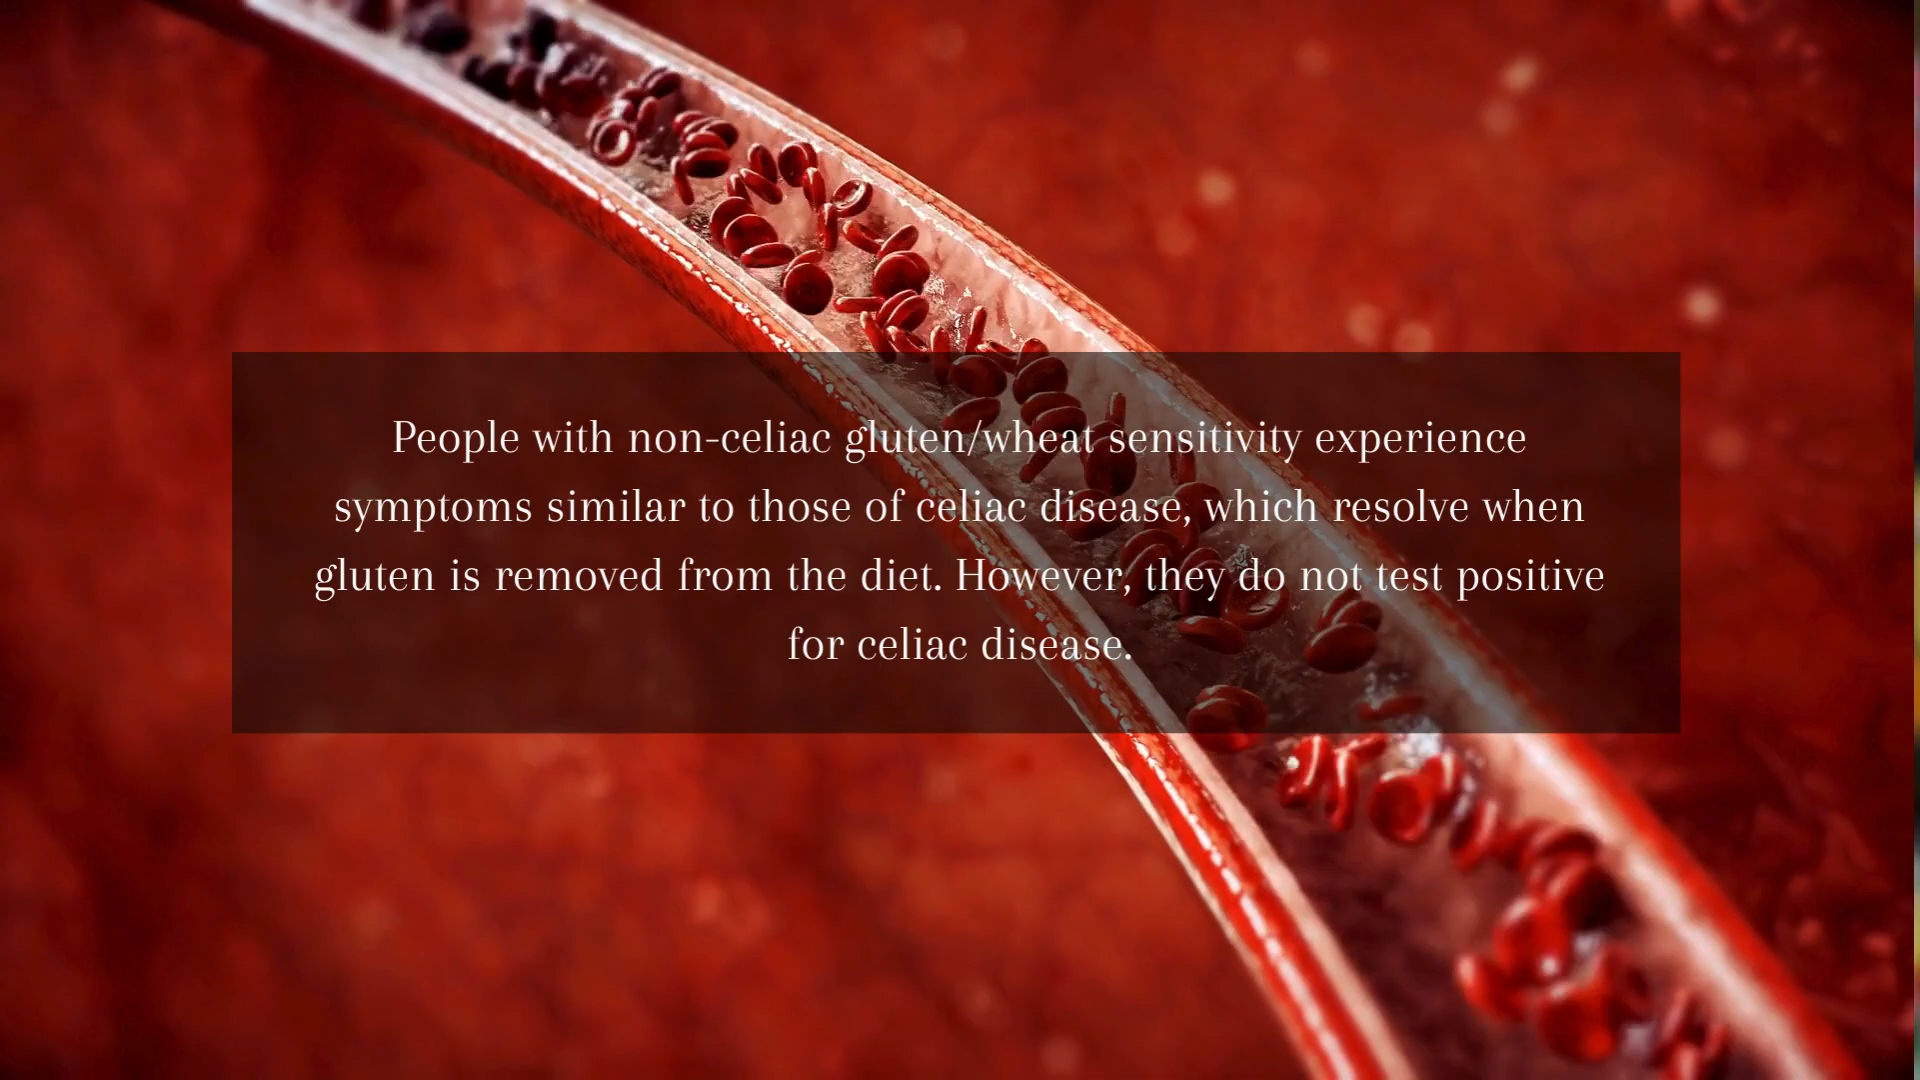 People with non-celiac gluten/wheat sensitivity experience
symptoms similar to those of celiac disease, which resolve when
gluten is removed from the diet. However, they do not test positive
for celiac disease.